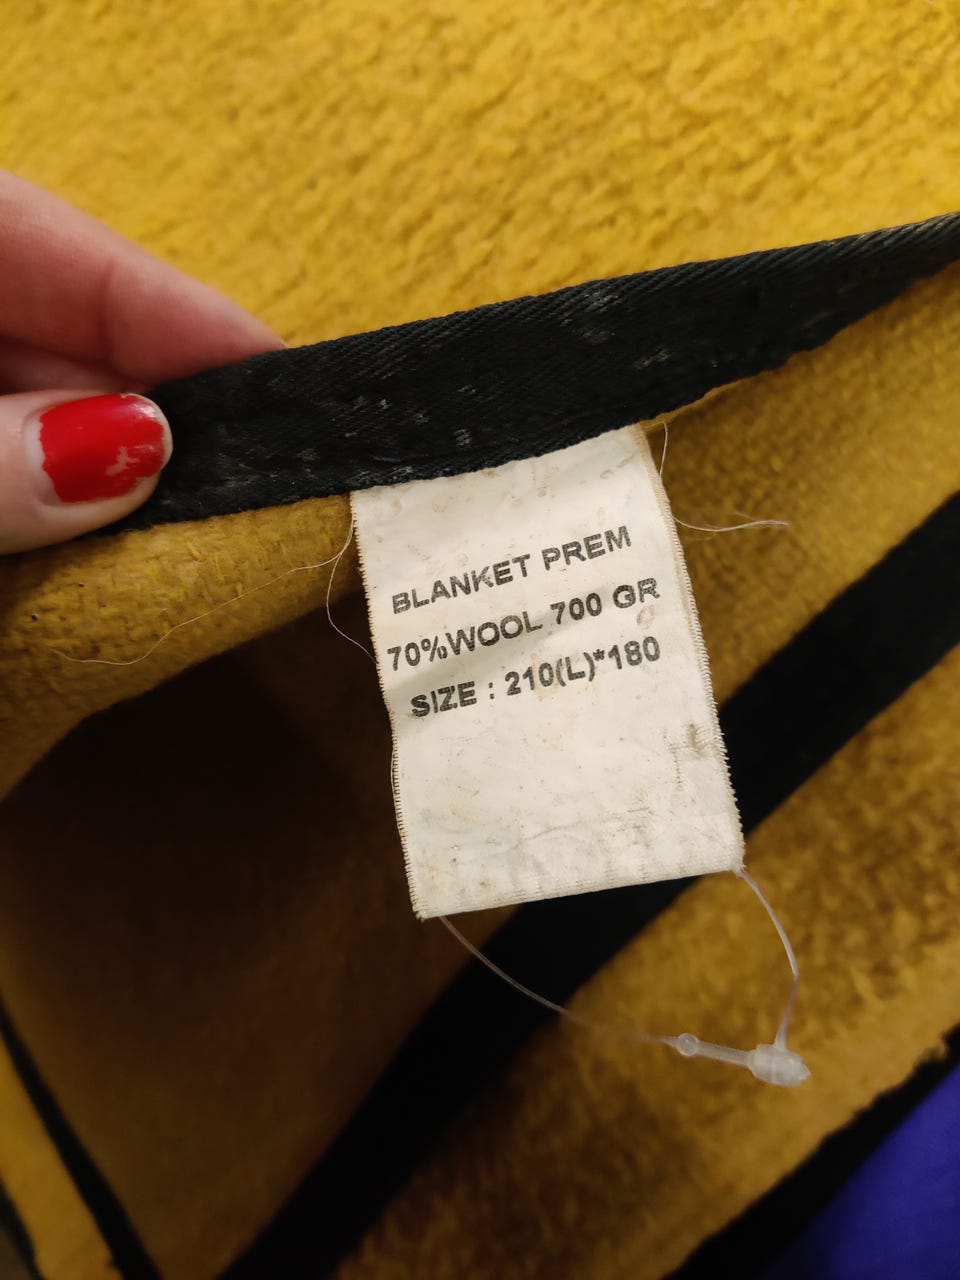 BLANKET PREM
70%WOOL 700 GR
SIZE : 210(L)*180